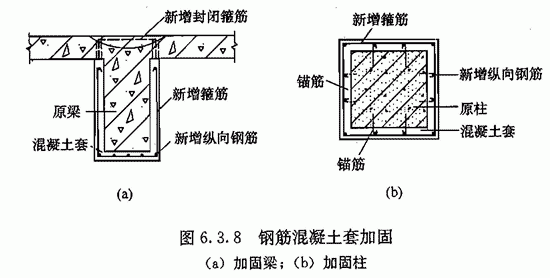 新增封闭箍筋
原梁
新增箍筋
新增纵向钢筋
混凝土套
(a)
新增箍筋
锚筋
新增纵向钢筋
原柱
混凝土套
锚筋
(b)
图 6.3.8 钢筋混凝土套加固
(a) 加固梁；(b) 加固柱